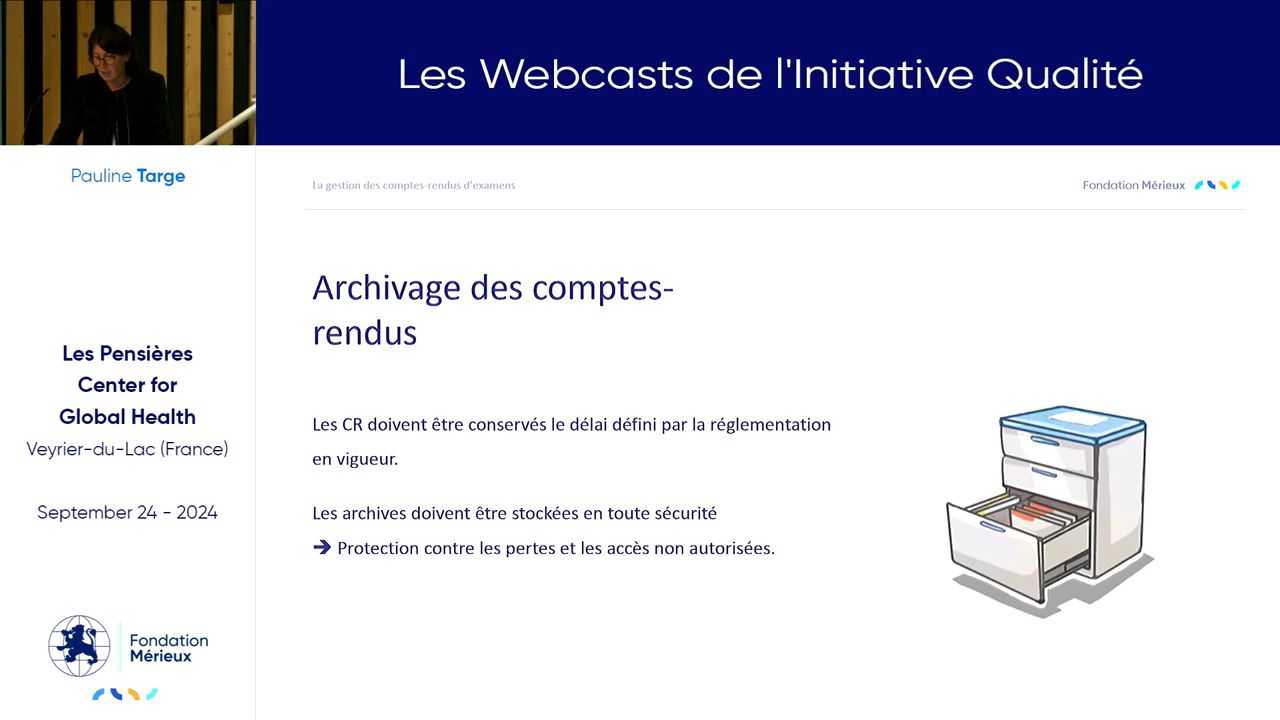 Les Webcasts de l'Initiative Qualité
Pauline Targe
Les Pensières
Center for
Global Health
Veyrier-du-Lac (France)
September 24 - 2024
Fondation
Mérieux
La gestion des comptes-rendus d'examens
Fondation Mérieux
Archivage des comptes-
rendus
Les CR doivent être conservés le délai défini par la réglementation
en vigueur.
Les archives doivent être stockées en toute sécurité
➔ Protection contre les pertes et les accès non autorisées.